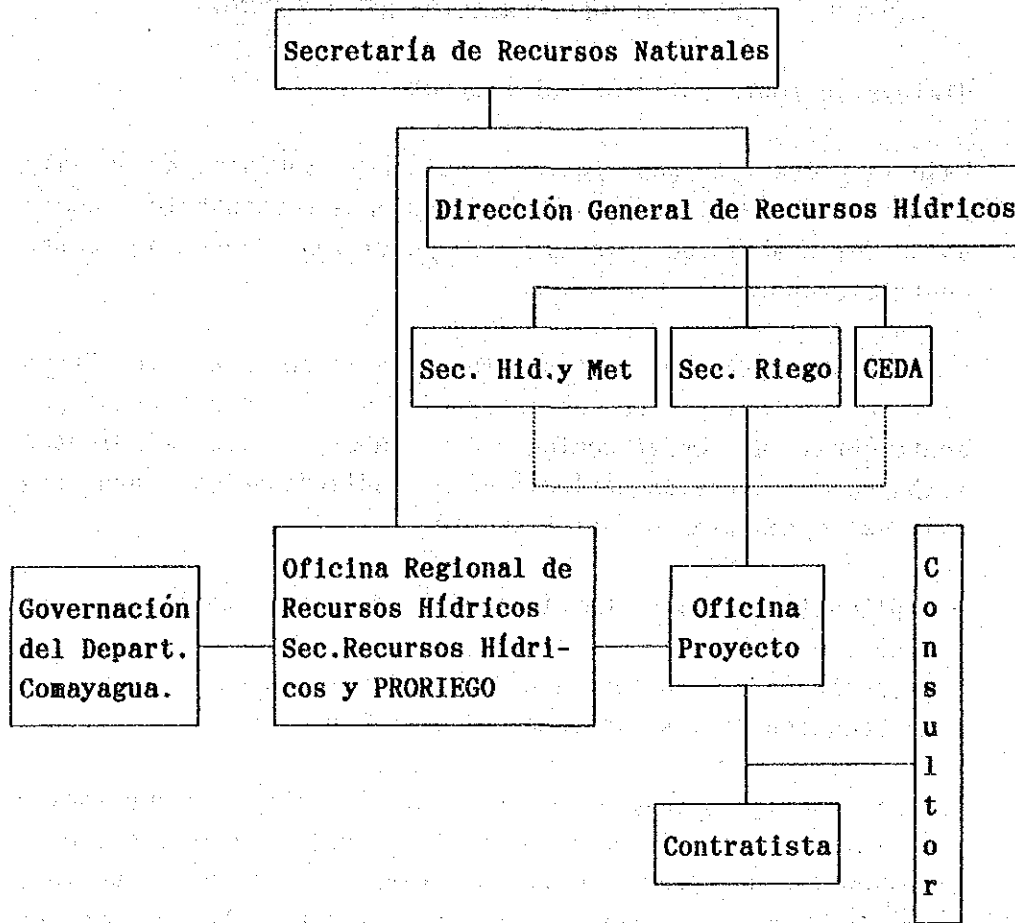 Secretaría de Recursos Naturales
Dirección General de Recursos Hídricos
Sec. Hid.y Met
Sec. Riego
CEDA
Governación
del Depart.
Comayagua.
Oficina Regional de
Recursos Hídricos
Sec.Recursos Hídri-
cos y PRORIEGO
Oficina
Proyecto
Consultor
Contratista